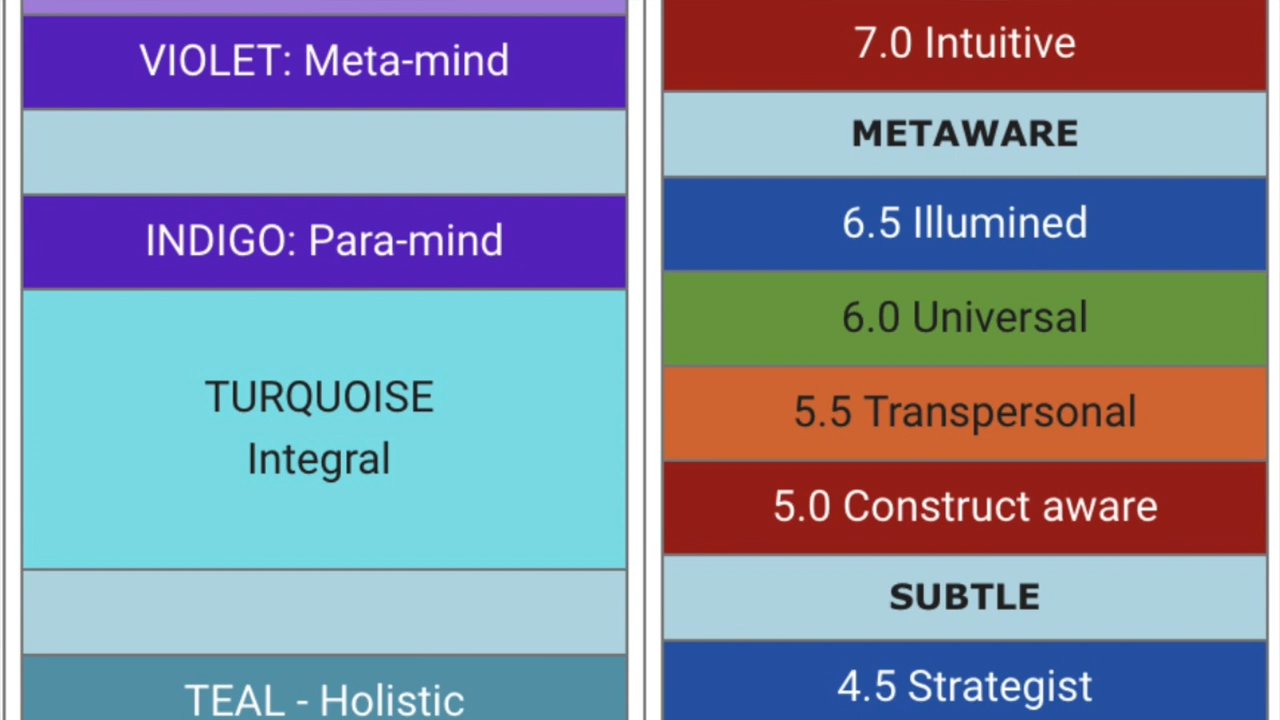 VIOLET: Meta-mind
INDIGO: Para-mind
TURQUOISE
Integral
TEAL - Holistic
7.0 Intuitive
METAWARE
6.5 Illumined
6.0 Universal
5.5 Transpersonal
5.0 Construct aware
SUBTLE
4.5 Strategist